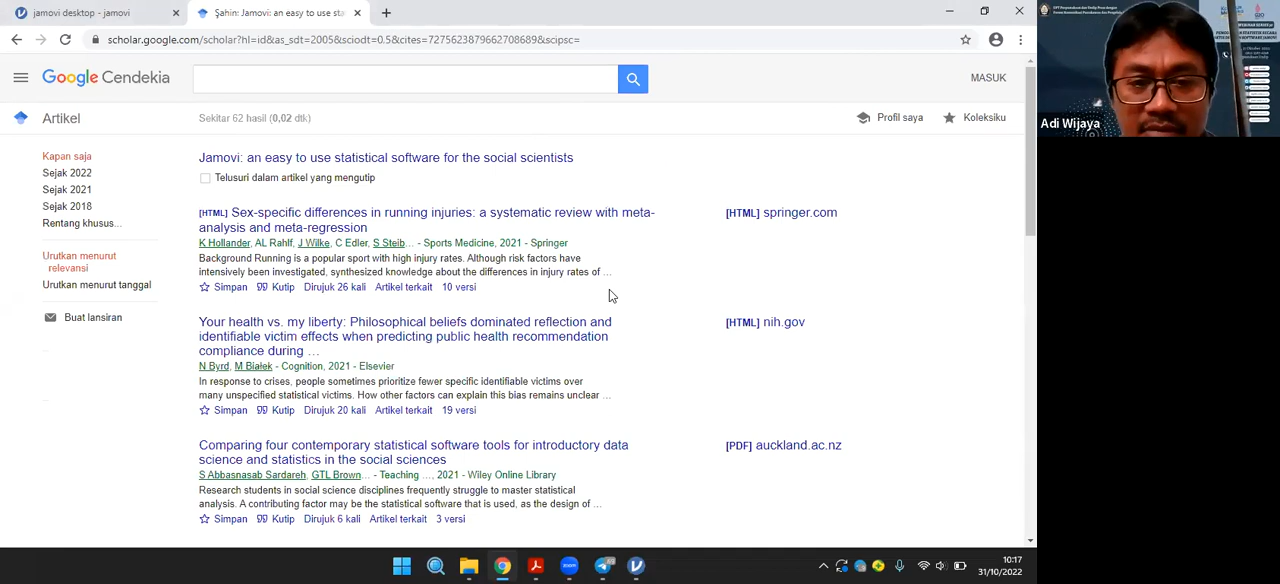 jamovi desktop - jamovi
Şahin: Jamovi: an easy to use sta
scholar.google.com/scholar?hl=id&as_sdt=2005&sciodt=0,5&cites=7275623879662708689&scipsc=
Google Cendekia
MASUK
Artikel
Sekitar 62 hasil (0,02 dtk)
Profil saya
Koleksiku
Kapan saja
Sejak 2022
Sejak 2021
Sejak 2018
Rentang khusus...
Urutkan menurut
relevansi
Urutkan menurut tanggal
Buat lansiran
Jamovi: an easy to use statistical software for the social scientists
Telusuri dalam artikel yang mengutip
[HTML] Sex-specific differences in running injuries: a systematic review with meta-
analysis and meta-regression
K Hollander, AL Rahlf, J Wilke, C Edler, S Steib... - Sports Medicine, 2021 - Springer
Background Running is a popular sport with high injury rates. Although risk factors have
intensively been investigated, synthesized knowledge about the differences in injury rates of ...
Simpan Kutip Dirujuk 26 kali Artikel terkait 10 versi
[HTML] springer.com
Your health vs. my liberty: Philosophical beliefs dominated reflection and
identifiable victim effects when predicting public health recommendation
compliance during …
N Byrd, M Białek - Cognition, 2021 - Elsevier
In response to crises, people sometimes prioritize fewer specific identifiable victims over
many unspecified statistical victims. How other factors can explain this bias remains unclear ...
Simpan Kutip Dirujuk 20 kali Artikel terkait 19 versi
[HTML] nih.gov
Comparing four contemporary statistical software tools for introductory data
science and statistics in the social sciences
S Abbasnasab Sardareh, GTL Brown... - Teaching …, 2021 - Wiley Online Library
Research students in social science disciplines frequently struggle to master statistical
analysis. A contributing factor may be the statistical software that is used, as the design of ...
Simpan Kutip Dirujuk 6 kali Artikel terkait 3 versi
[PDF] auckland.ac.nz
Adi Wijaya
zoom
10:17
31/10/2022